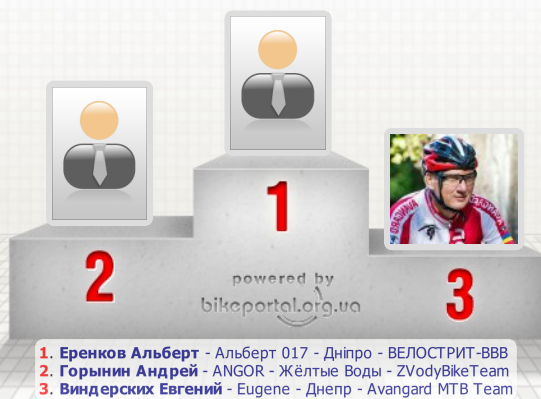 1
2
3
powered by
bikeportal.org.ua
1. Еренков Альберт - Альберт 017 - Дніпро - ВЕЛОСТРИТ-ВВВ
2. Горынин Андрей - ANGOR - Жёлтые Воды - ZVodyBikeTeam
3. Виндерских Евгений - Eugene - Днепр - Avangard MTB Team